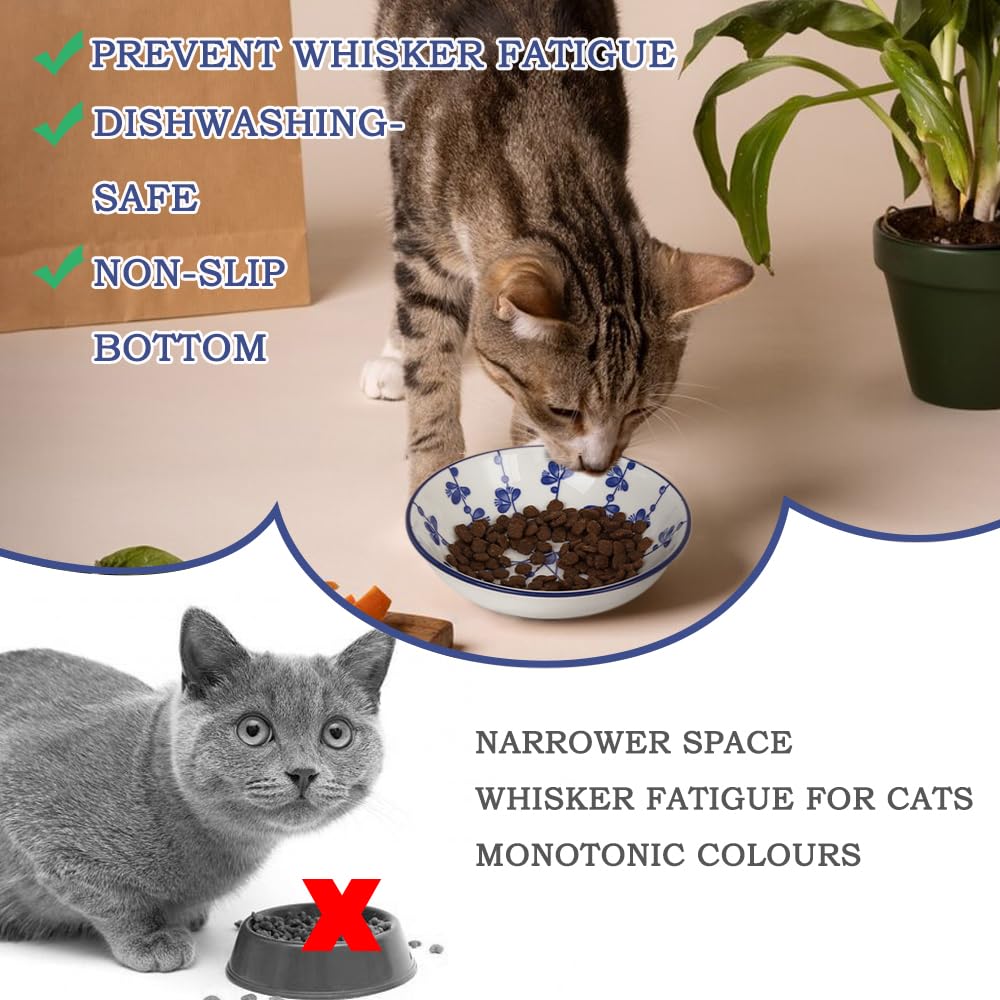 PREVENT WHISKER FATIGUE
DISHWASHING-
SAFE
NON-SLIP
BOTTOM
NARROWER SPACE
WHISKER FATIGUE FOR CATS
MONOTONIC COLOURS